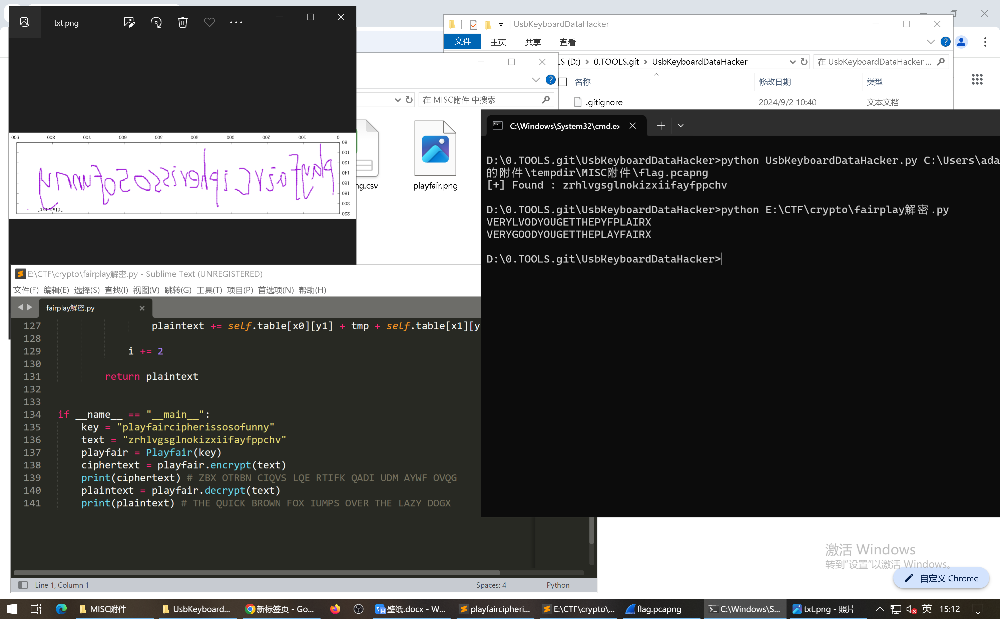 txt.png
900 800 700 600 500 400 300 200 100 0
80
100
120
140
160
180
200
220
playfairCipherissosofunny
"flag.txt"
UsbKeyboardDataHacker
文件 主页 共享 查看
LS (D:) > 0.TOOLS.git > UsbKeyboardDataHacker
在 UsbKeyboardDataHacker ...
名称 修改日期 类型
.gitignore 2024/9/2 10:40 文本文档
在 MISC附件 中搜索
ng.csv
playfair.png
C:\Windows\System32\cmd.ex
D:\0.TOOLS.git\UsbKeyboardDataHacker>python UsbKeyboardDataHacker.py C:\Users\ada
的附件\tempdir\MISC附件\flag.pcapng
[+] Found : zrhlvgsglnokizxiifayfppchv
D:\0.TOOLS.git\UsbKeyboardDataHacker>python E:\CTF\crypto\fairplay解密.py
VERYLVODYOUGETTHEPYFPLAIRX
VERYGOODYOUGETTHEPLAYFAIRX
D:\0.TOOLS.git\UsbKeyboardDataHacker>
E:\CTF\crypto\fairplay解密.py - Sublime Text (UNREGISTERED)
文件(F) 编辑(E) 选择(S) 查找(I) 视图(V) 跳转(G) 工具(T) 项目(P) 首选项(N) 帮助(H)
fairplay解密.py
127 plaintext += self.table[x0][y1] + tmp + self.table[x1][y
128
129 i += 2
130
131 return plaintext
132
133
134 if __name__ == "__main__":
135 key = "playfaircipherissosofunny"
136 text = "zrhlvgsglnokizxiifayfppchv"
137 playfair = Playfair(key)
138 ciphertext = playfair.encrypt(text)
139 print(ciphertext) # ZBX OTRBN CIQVS LQE RTIFK QADI UDM AYWF OVQG
140 plaintext = playfair.decrypt(text)
141 print(plaintext) # THE QUICK BROWN FOX IUMPS OVER THE LAZY DOGX
Line 1, Column 1 Spaces: 4 Python
激活 Windows
转到“设置”以激活 Windows。
自定义 Chrome
MISC附件 UsbKeyboard... 新标签页 - Go... 壁纸.docx - W... playfaircipheri... E:\CTF\crypto\... flag.pcapng C:\Windows\S... txt.png - 照片 英 15:12